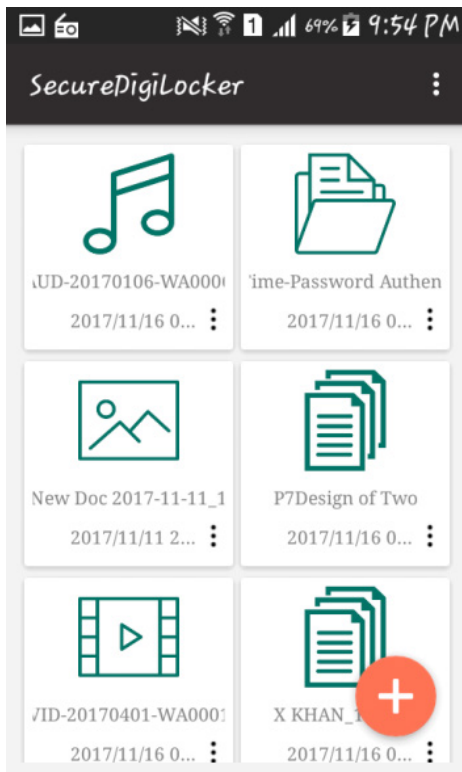 1 69% 9:54 PM
SecureDigiLocker
UD-20170106-WA000
ime-Password Authen
2017/11/16 0...
2017/11/16 0...
New Doc 2017-11-11_1
P7Design of Two
2017/11/11 2...
2017/11/16 0...
VID-20170401-WA0001
X KHAN_1
2017/11/16 0...
2017/11/16 0...